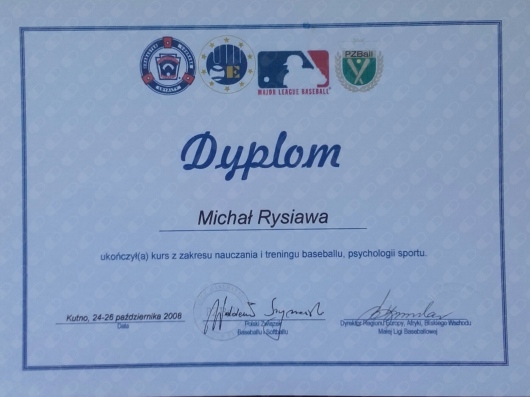 PZBall
MAJOR LEAGUE BASEBALL
Dyplom
Michał Rysiawa
ukończył(a) kurs z zakresu nauczania i treningu baseballu, psychologii sportu.
Kutno, 24-26 października 2008
Data
Polski Związek
Baseballu i Softballu
Dyrektor Regionu Europy, Afryki, Bliskiego Wschodu
Małej Ligi Baseballowej